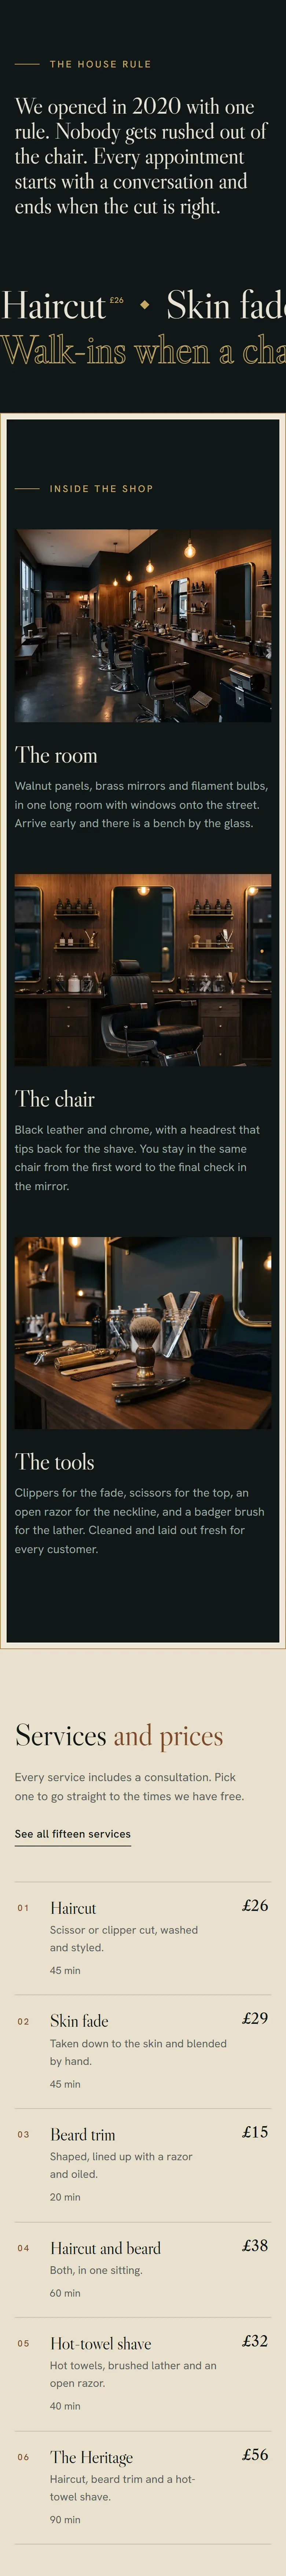 THE HOUSE RULE
We opened in 2020 with one
rule. Nobody gets rushed out of
the chair. Every appointment
starts with a conversation and
ends when the cut is right.
Haircut £26 ◆ Skin fade
Walk-ins when a cha
INSIDE THE SHOP
The room
Walnut panels, brass mirrors and filament bulbs,
in one long room with windows onto the street.
Arrive early and there is a bench by the glass.
The chair
Black leather and chrome, with a headrest that
tips back for the shave. You stay in the same
chair from the first word to the final check in
the mirror.
The tools
Clippers for the fade, scissors for the top, an
open razor for the neckline, and a badger brush
for the lather. Cleaned and laid out fresh for
every customer.
Services and prices
Every service includes a consultation. Pick
one to go straight to the times we have free.
See all fifteen services
01 Haircut £26
Scissor or clipper cut, washed
and styled.
45 min
02 Skin fade £29
Taken down to the skin and blended
by hand.
45 min
03 Beard trim £15
Shaped, lined up with a razor
and oiled.
20 min
04 Haircut and beard £38
Both, in one sitting.
60 min
05 Hot-towel shave £32
Hot towels, brushed lather and an
open razor.
40 min
06 The Heritage £56
Haircut, beard trim and a hot-
towel shave.
90 min